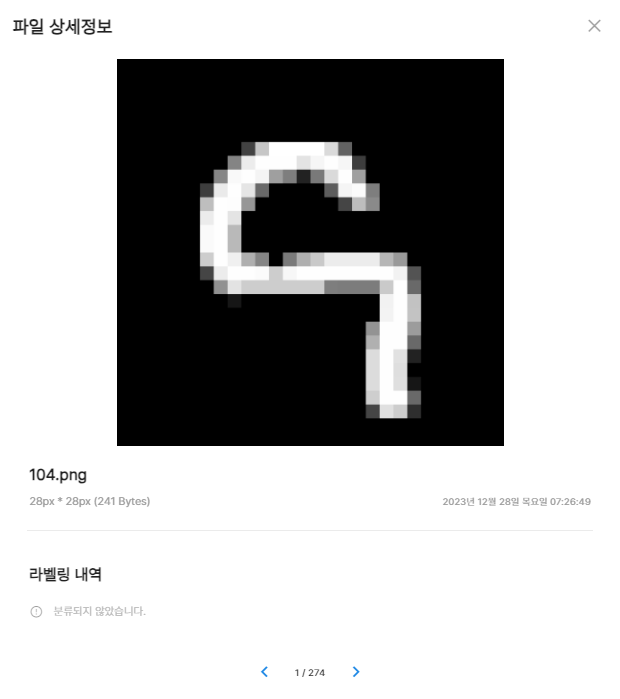 파일 상세정보
104.png
28px * 28px (241 Bytes)
2023년 12월 28일 목요일 07:26:49
라벨링 내역
분류되지 않았습니다.
1 / 274